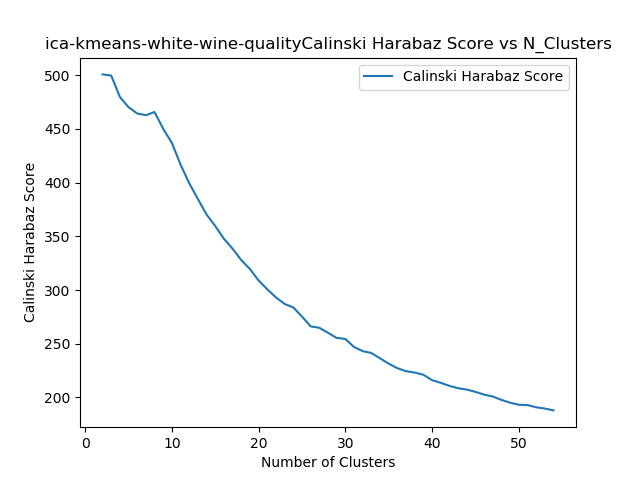 ica-kmeans-white-wine-qualityCalinski Harabaz Score vs N_Clusters
Calinski Harabaz Score
500
450
400
350
300
250
200
Calinski Harabaz Score
0 10 20 30 40 50
Number of Clusters